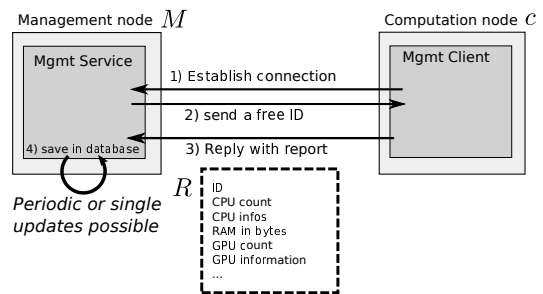 Management node M
Computation node c
Mgmt Service
Mgmt Client
1) Establish connection
2) send a free ID
3) Reply with report
4) save in database
Periodic or single
updates possible
R
ID
CPU count
CPU infos
RAM in bytes
GPU count
GPU information
...